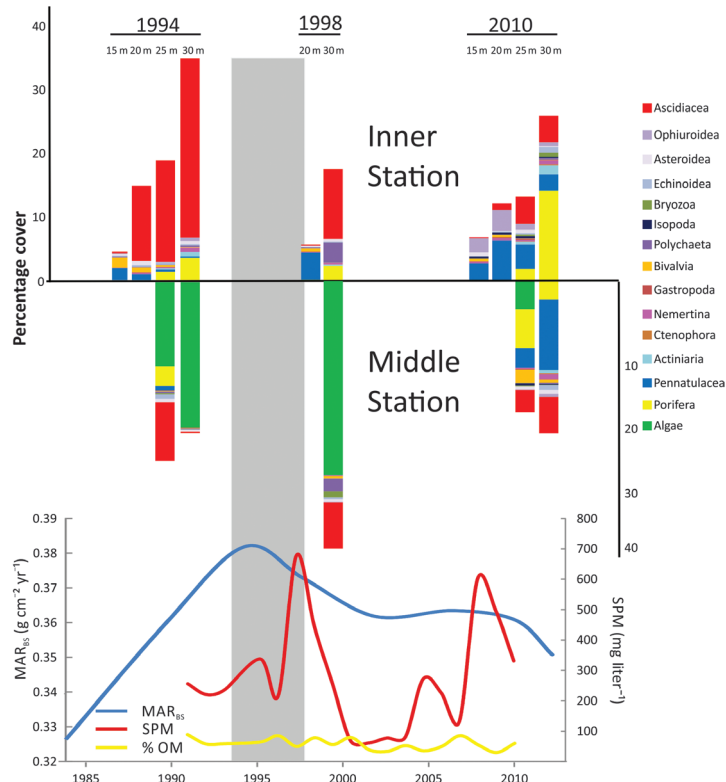 1994 1998 2010
15 m 20 m 25 m 30 m 20 m 30 m 15 m 20 m 25 m 30 m
40
30
20
10
0
Percentage cover
Inner
Station
Middle
Station
Ascidiacea
Ophiuroidea
Asteroidea
Echinoidea
Bryozoa
Isopoda
Polychaeta
Bivalvia
Gastropoda
Nemertina
Ctenophora
Actiniaria
Pennatulacea
Porifera
Algae
10
20
30
40
0.39
0.38
0.37
0.36
0.35
0.34
0.33
0.32
MAR_BS (g cm⁻² yr⁻¹)
800
700
600
500
400
300
200
100
SPM (mg liter⁻¹)
MAR_BS
SPM
% OM
1985 1990 1995 2000 2005 2010